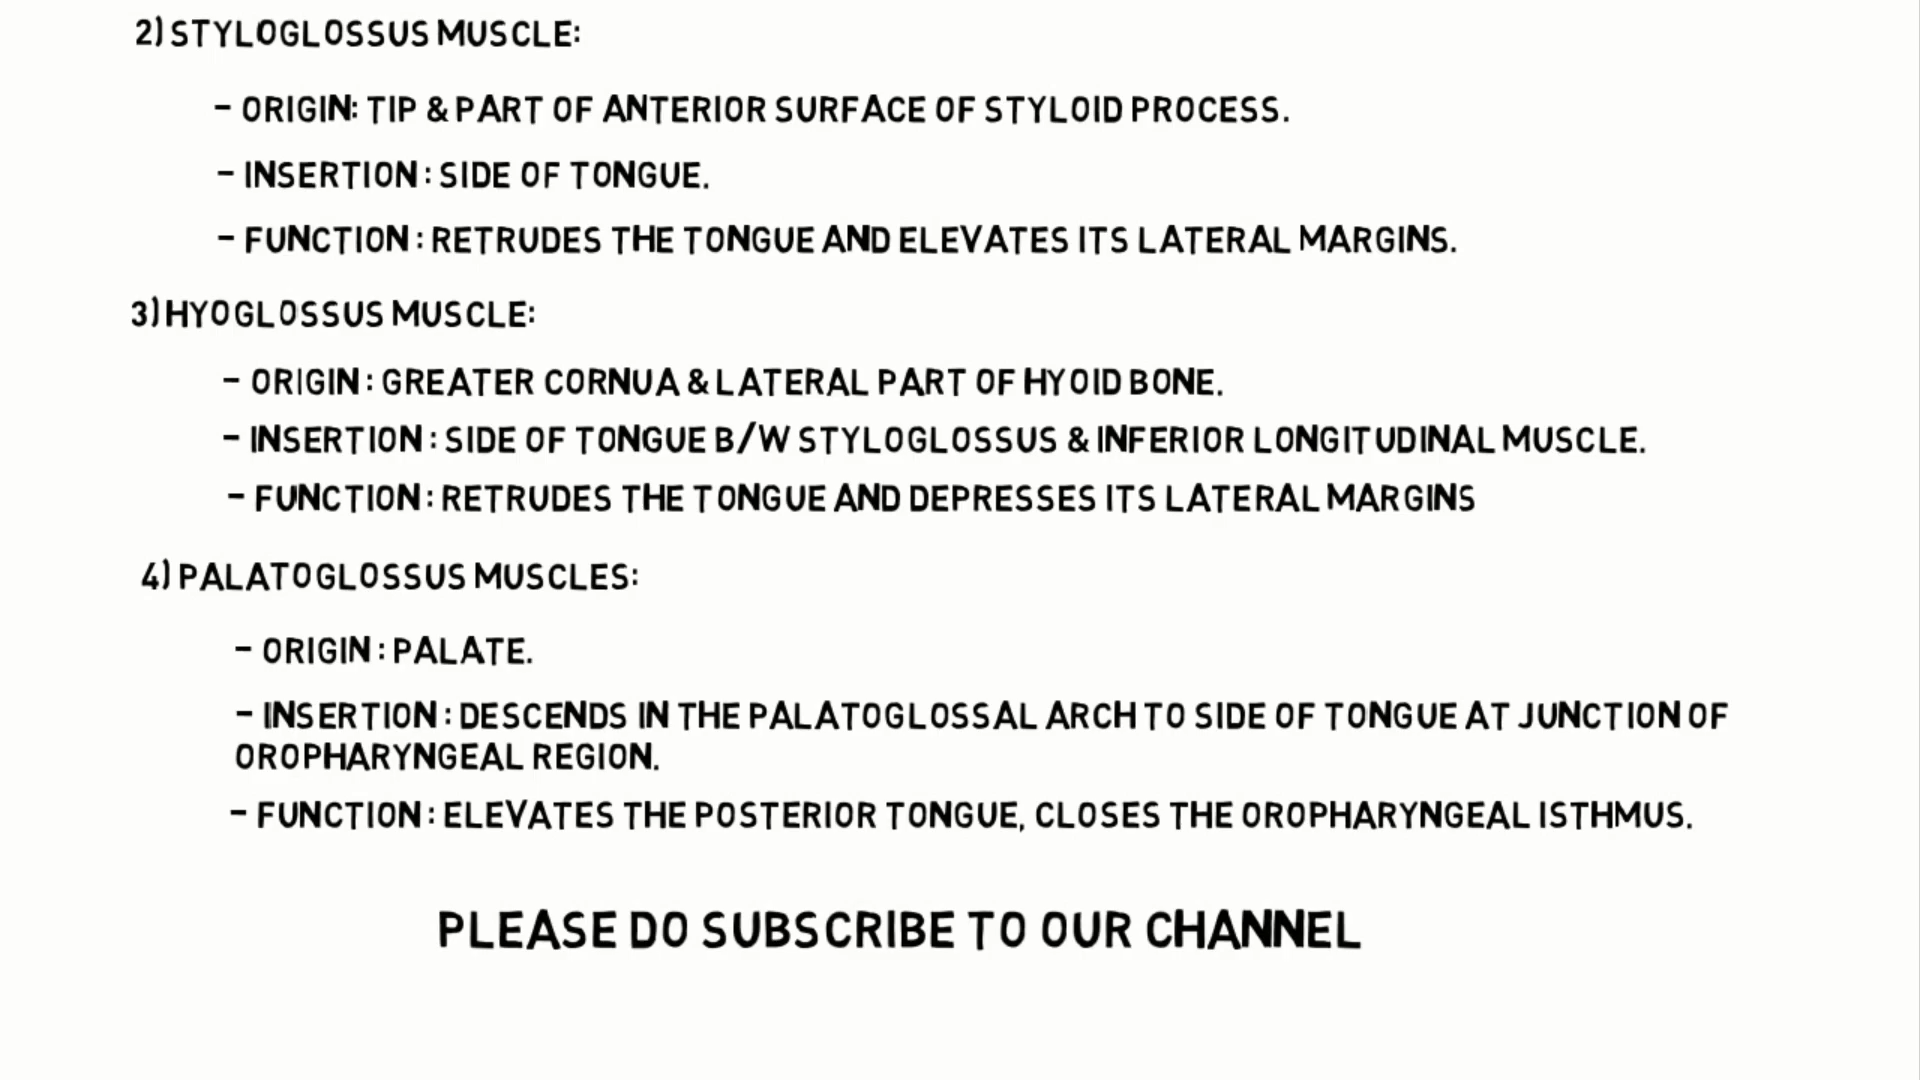 2) STYLOGLOSSUS MUSCLE:
- ORIGIN: TIP & PART OF ANTERIOR SURFACE OF STYLOID PROCESS.
- INSERTION : SIDE OF TONGUE.
- FUNCTION : RETRUDES THE TONGUE AND ELEVATES ITS LATERAL MARGINS.
3) HYOGLOSSUS MUSCLE:
- ORIGIN : GREATER CORNUA & LATERAL PART OF HYOID BONE.
- INSERTION : SIDE OF TONGUE B/W STYLOGLOSSUS & INFERIOR LONGITUDINAL MUSCLE.
- FUNCTION : RETRUDES THE TONGUE AND DEPRESSES ITS LATERAL MARGINS
4) PALATOGLOSSUS MUSCLES:
- ORIGIN : PALATE.
- INSERTION : DESCENDS IN THE PALATOGLOSSAL ARCH TO SIDE OF TONGUE AT JUNCTION OF
OROPHARYNGEAL REGION.
- FUNCTION : ELEVATES THE POSTERIOR TONGUE, CLOSES THE OROPHARYNGEAL ISTHMUS.
PLEASE DO SUBSCRIBE TO OUR CHANNEL